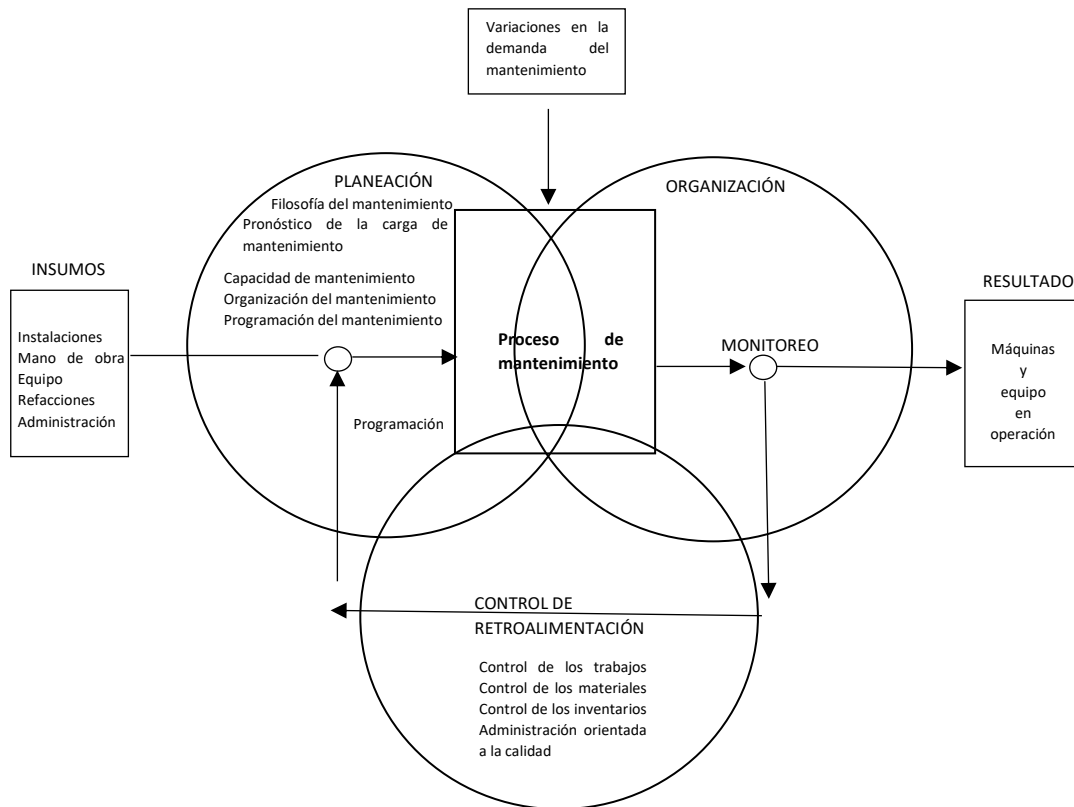 Variaciones en la
demanda del
mantenimiento
PLANEACIÓN
Filosofía del mantenimiento
Pronóstico de la carga de
mantenimiento
Capacidad de mantenimiento
Organización del mantenimiento
Programación del mantenimiento
ORGANIZACIÓN
INSUMOS
Instalaciones
Mano de obra
Equipo
Refacciones
Administración
Proceso de
mantenimiento
MONITOREO
RESULTADO
Máquinas
y
equipo
en
operación
Programación
CONTROL DE
RETROALIMENTACIÓN
Control de los trabajos
Control de los materiales
Control de los inventarios
Administración orientada
a la calidad